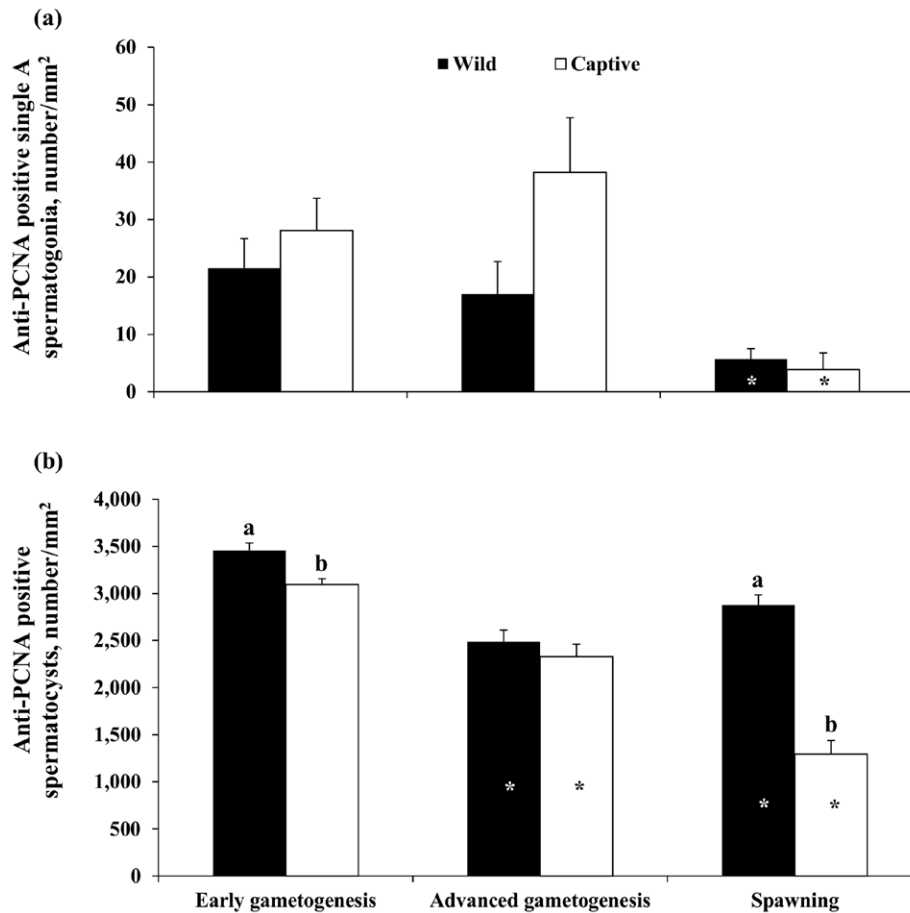 (a)
Anti-PCNA positive single A
spermatogonia, number/mm²
60
50
40
30
20
10
0
Wild
Captive
*
*
(b)
Anti-PCNA positive
spermatocysts, number/mm²
4,000
3,500
3,000
2,500
2,000
1,500
1,000
500
0
a
b
*
*
a
b
*
*
Early gametogenesis
Advanced gametogenesis
Spawning